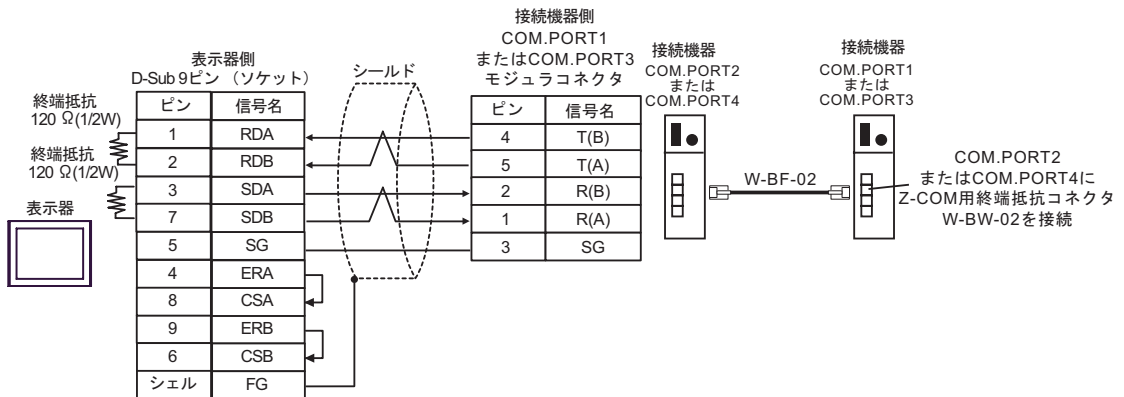 接続機器側
COM.PORT1
またはCOM.PORT3
モジュラコネクタ
表示器側
D-Sub 9ピン (ソケット)
シールド
接続機器
COM.PORT2
または
COM.PORT4
接続機器
COM.PORT1
または
COM.PORT3
終端抵抗
120 Ω(1/2W)
終端抵抗
120 Ω(1/2W)
表示器
ピン 信号名
1 RDA
2 RDB
3 SDA
7 SDB
5 SG
4 ERA
8 CSA
9 ERB
6 CSB
シェル FG
ピン 信号名
4 T(B)
5 T(A)
2 R(B)
1 R(A)
3 SG
W-BF-02
COM.PORT2
またはCOM.PORT4に
Z-COM用終端抵抗コネクタ
W-BW-02を接続